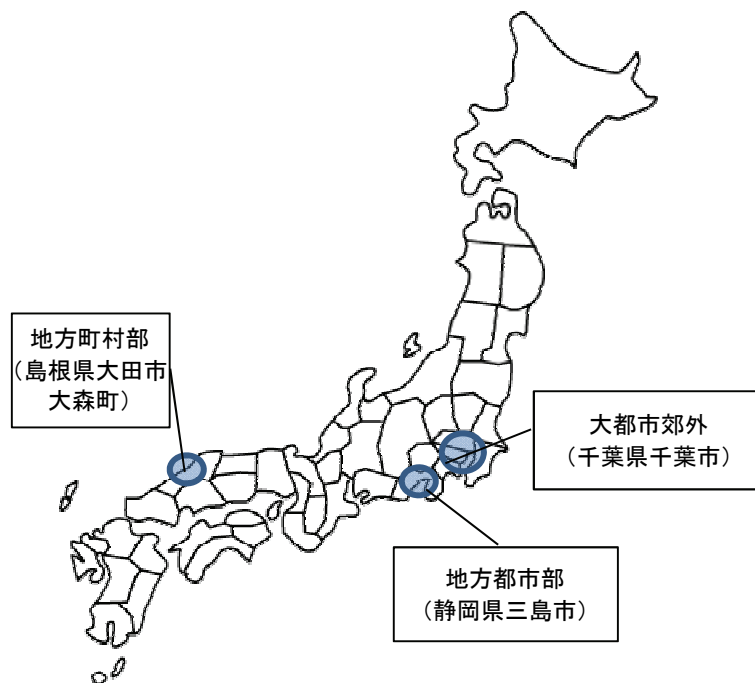 地方町村部
（島根県大田市
大森町）
大都市郊外
（千葉県千葉市）
地方都市部
（静岡県三島市）